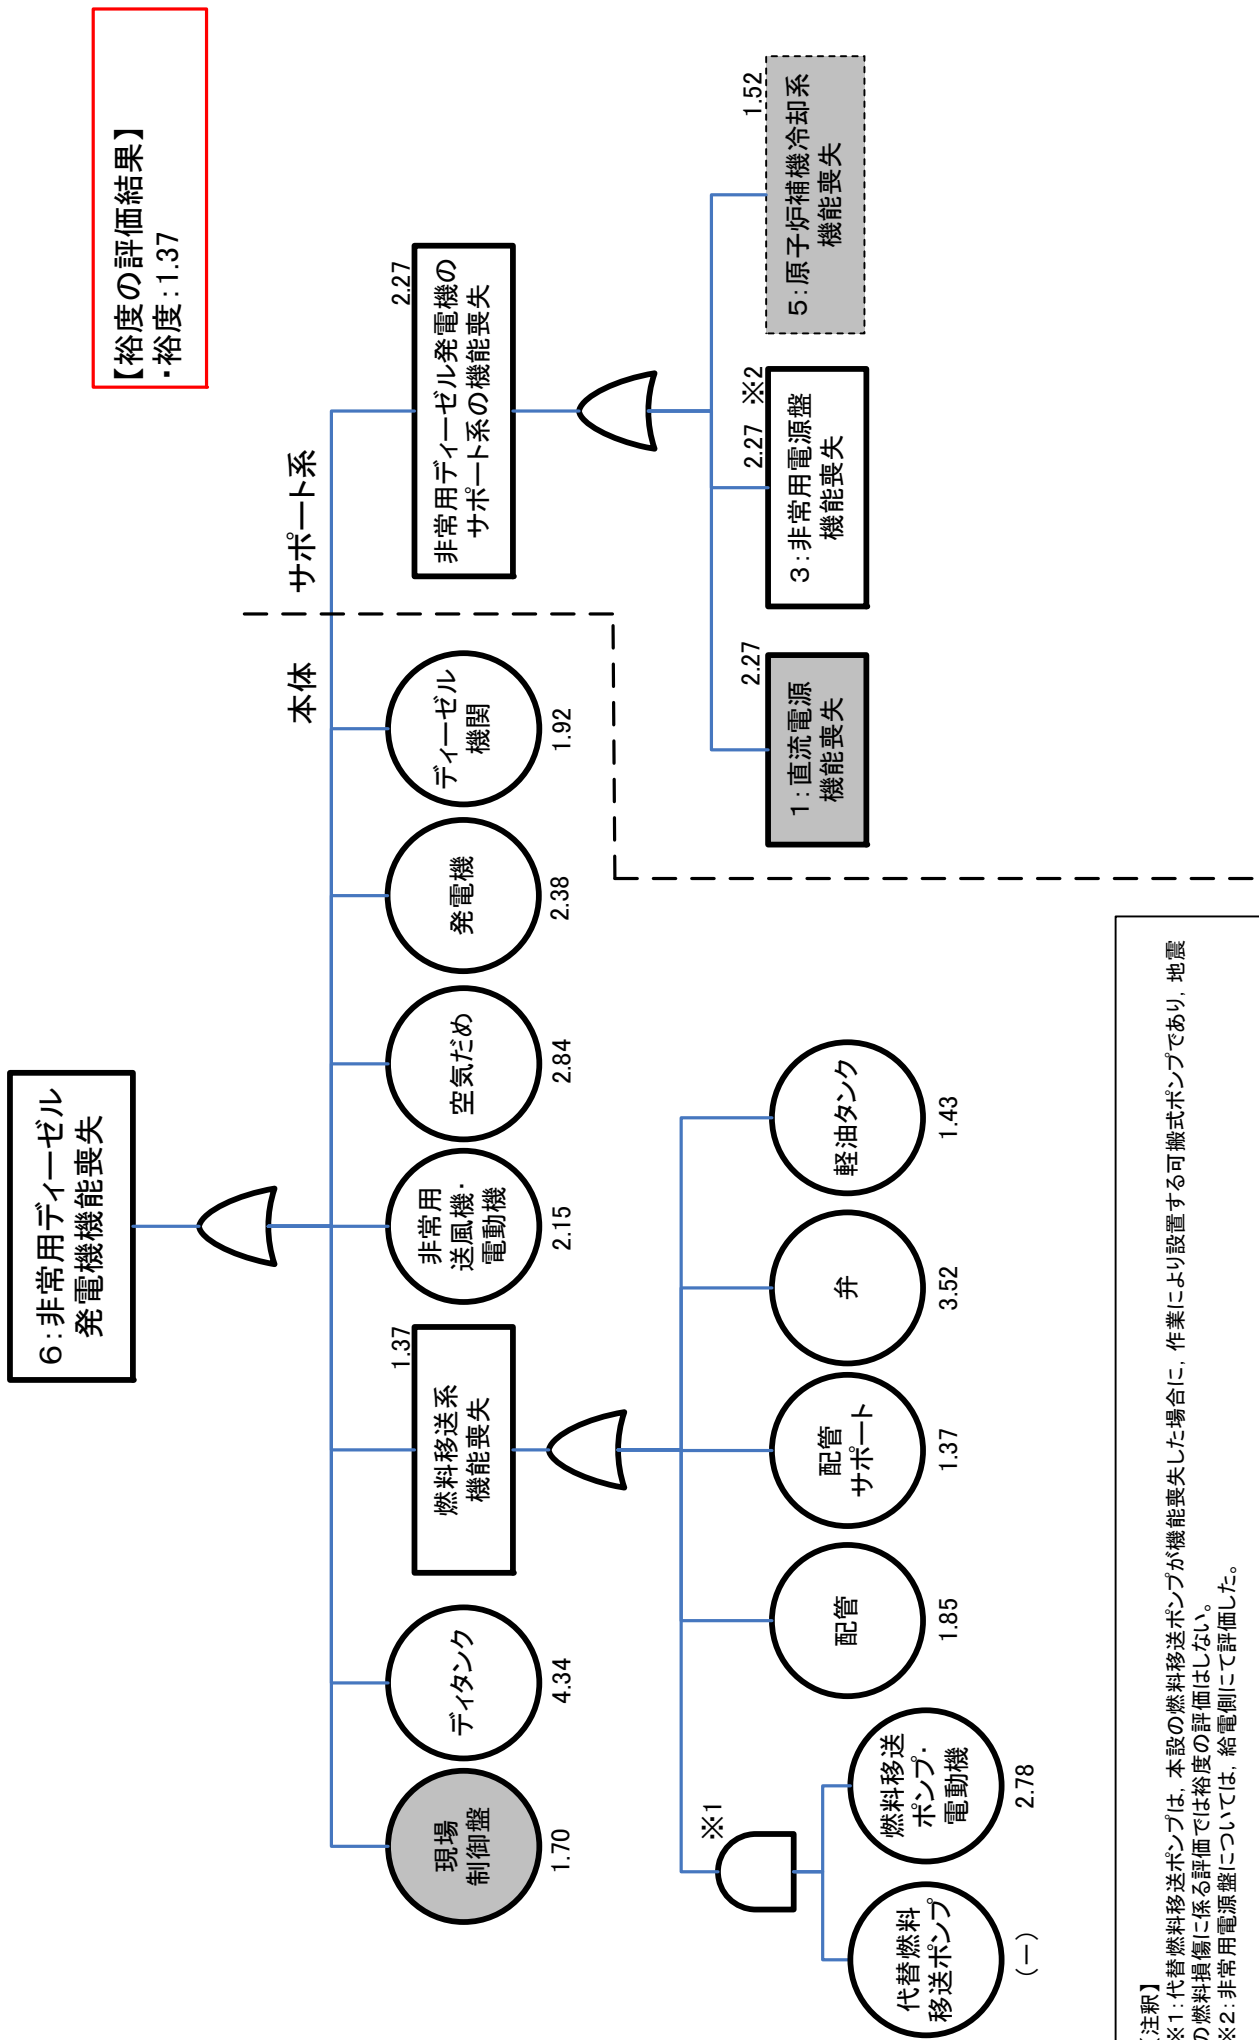 6:非常用ディーゼル
発電機機能喪失
【裕度の評価結果】
・裕度:1.37
本体
サポート系
現場
制御盤
1.70
ディタンク
4.34
燃料移送系
機能喪失
1.37
非常用
送風機・
電動機
2.15
空気だめ
2.84
発電機
2.38
ディーゼル
機関
1.92
非常用ディーゼル発電機の
サポート系の機能喪失
2.27
※1
代替燃料
移送ポンプ
(-)
燃料移送
ポンプ・
電動機
2.78
配管
1.85
配管
サポート
1.37
弁
3.52
軽油タンク
1.43
1:直流電源
機能喪失
2.27
3:非常用電源盤
機能喪失
2.27 ※2
5:原子炉補機冷却系
機能喪失
1.52
【注釈】
※1:代替燃料移送ポンプは,本設の燃料移送ポンプが機能喪失した場合に,作業により設置する可搬式ポンプであり,地震
の燃料損傷に係る評価では裕度の評価はしない。
※2:非常用電源盤については,給電側にて評価した。